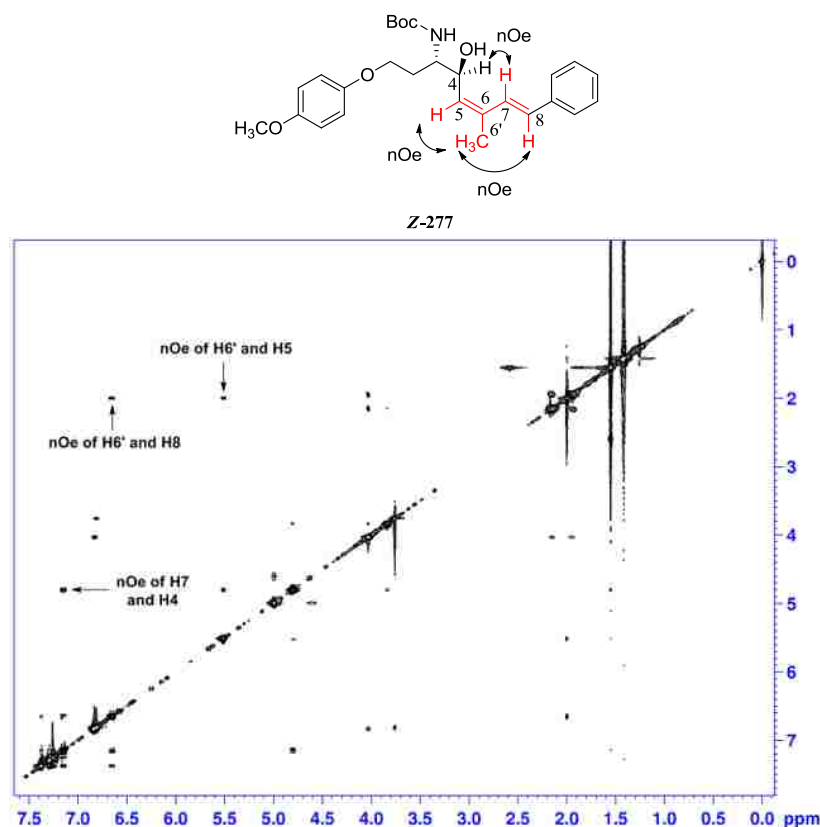 Boc
NH
OH
nOe
H
H
O
4
6
H
5
7
8
H₃CO
6'
H₃C
H
nOe
nOe
Z-277
0
1
nOe of H6' and H5
2
nOe of H6' and H8
3
4
nOe of H7
and H4
5
6
7
7.5 7.0 6.5 6.0 5.5 5.0 4.5 4.0 3.5 3.0 2.5 2.0 1.5 1.0 0.5 0.0 ppm